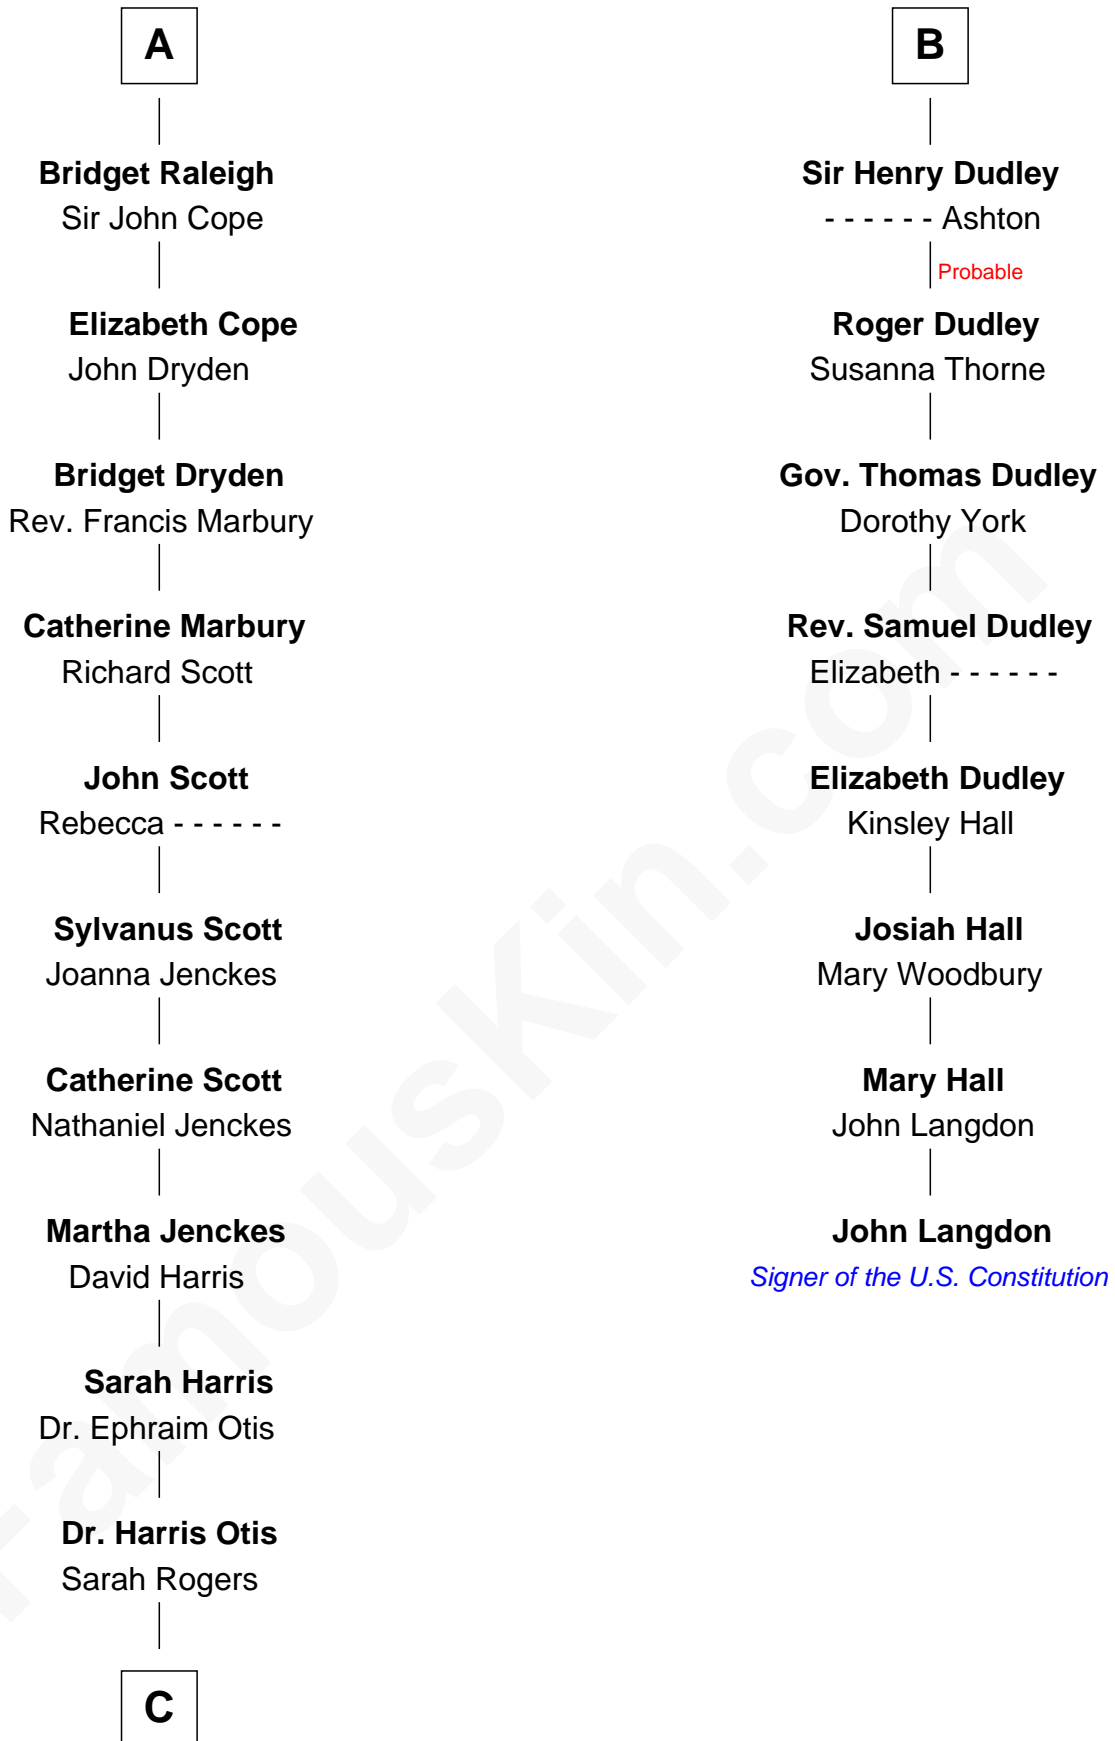 A
Bridget Raleigh
Sir John Cope
Elizabeth Cope
John Dryden
Bridget Dryden
Rev. Francis Marbury
Catherine Marbury
Richard Scott
John Scott
Rebecca - - - - - -
Sylvanus Scott
Joanna Jenckes
Catherine Scott
Nathaniel Jenckes
Martha Jenckes
David Harris
Sarah Harris
Dr. Ephraim Otis
Dr. Harris Otis
Sarah Rogers
C
B
Sir Henry Dudley
- - - - - - Ashton
Probable
Roger Dudley
Susanna Thorne
Gov. Thomas Dudley
Dorothy York
Rev. Samuel Dudley
Elizabeth - - - - - -
Elizabeth Dudley
Kinsley Hall
Josiah Hall
Mary Woodbury
Mary Hall
John Langdon
John Langdon
Signer of the U.S. Constitution
FamousKin.com